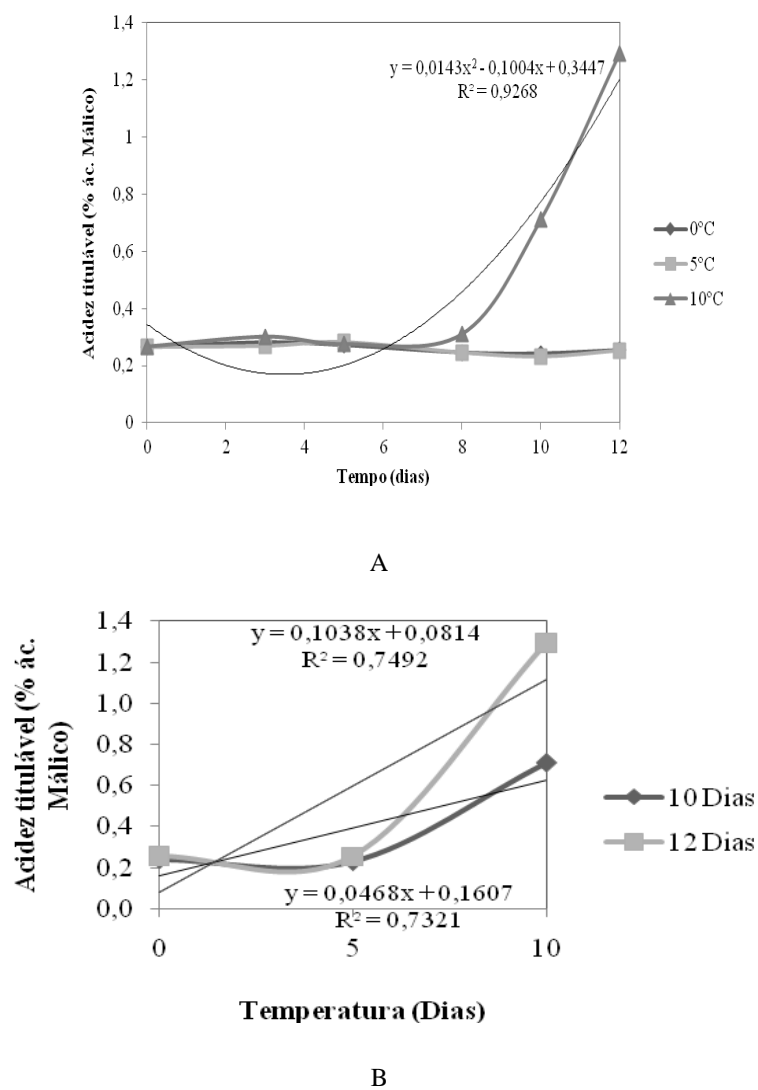 1,4
1,2
1
0,8
0,6
0,4
0,2
0
y = 0,0143x² - 0,1004x + 0,3447
R² = 0,9268
Acidez titulável (% ác. Málico)
0ºC
5ºC
10ºC
0 2 4 6 8 10 12
Tempo (dias)
A
1,4
1,2
1,0
0,8
0,6
0,4
0,2
0,0
y = 0,1038x + 0,0814
R² = 0,7492
Acidez titulável (% ác.
Málico)
10 Dias
12 Dias
y = 0,0468x + 0,1607
R² = 0,7321
0 5 10
Temperatura (Dias)
B